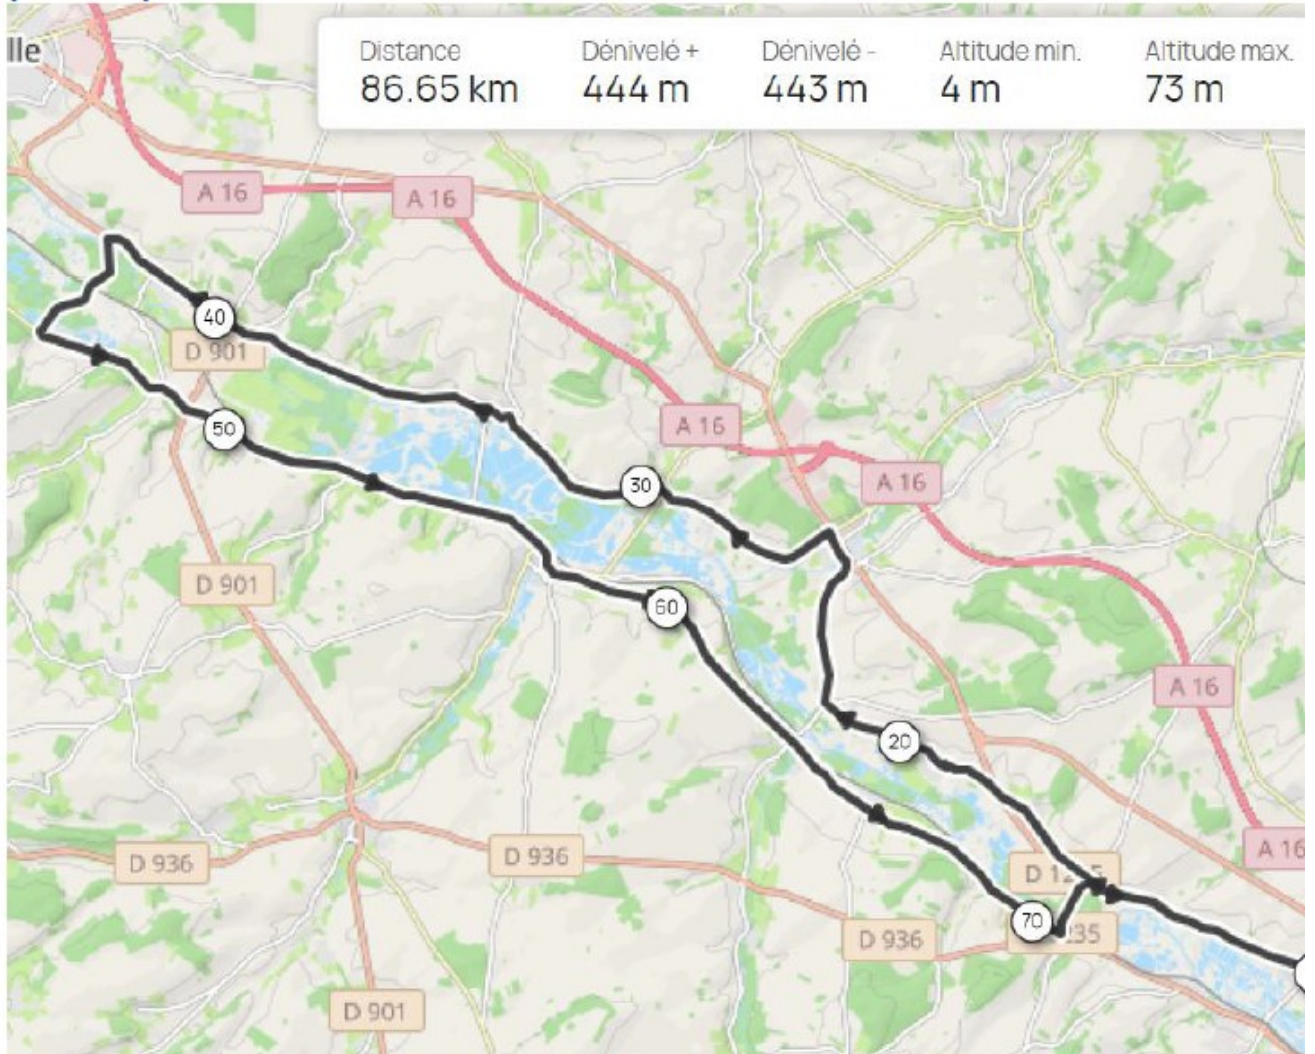 lle
Distance Dénivelé + Dénivelé - Altitude min. Altitude max.
86.65 km 444 m 443 m 4 m 73 m
A 16
A 16
40
D 901
50
A 16
30
A 16
D 901
60
A 16
20
D 936
D 936
A 16
70
D 936
D 901